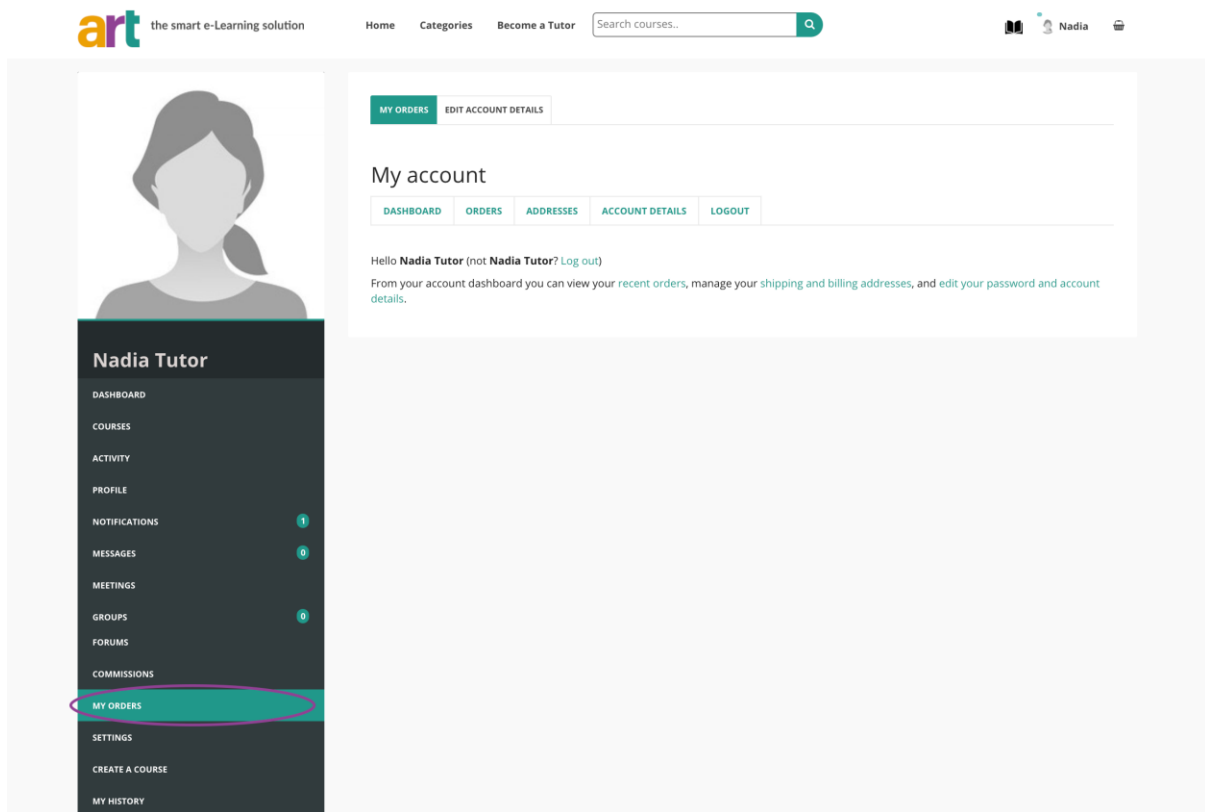 art the smart e-Learning solution
Home Categories Become a Tutor Search courses.. Nadia
MY ORDERS EDIT ACCOUNT DETAILS
My account
DASHBOARD ORDERS ADDRESSES ACCOUNT DETAILS LOGOUT
Hello Nadia Tutor (not Nadia Tutor? Log out)
From your account dashboard you can view your recent orders, manage your shipping and billing addresses, and edit your password and account
details.
Nadia Tutor
DASHBOARD
COURSES
ACTIVITY
PROFILE
NOTIFICATIONS 1
MESSAGES 0
MEETINGS
GROUPS 0
FORUMS
COMMISSIONS
MY ORDERS
SETTINGS
CREATE A COURSE
MY HISTORY